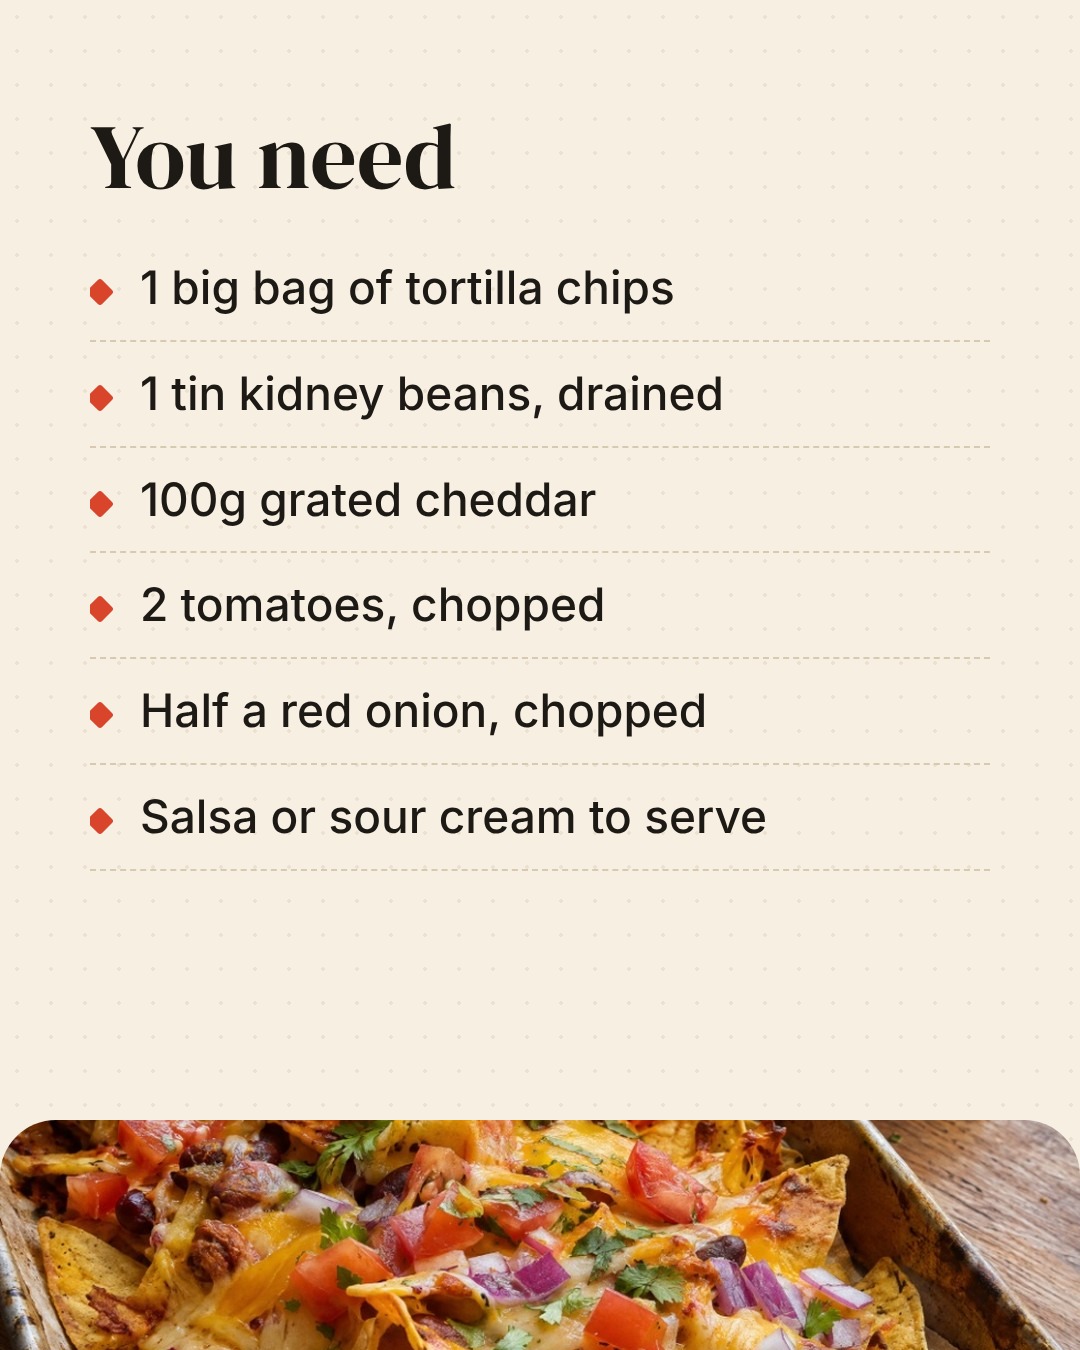 You need
1 big bag of tortilla chips
1 tin kidney beans, drained
100g grated cheddar
2 tomatoes, chopped
Half a red onion, chopped
Salsa or sour cream to serve